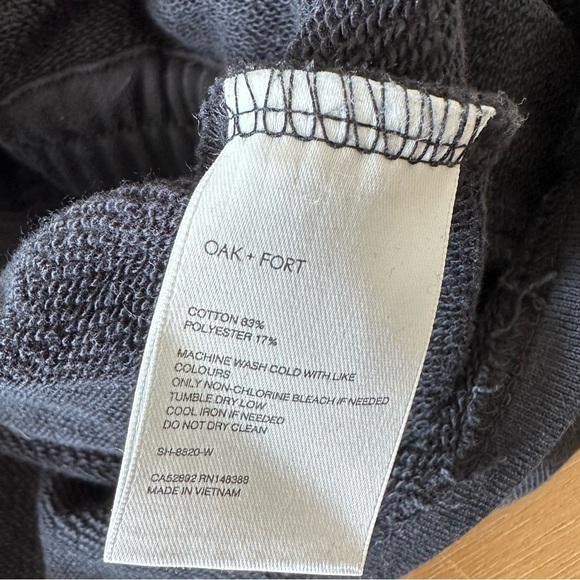 OAK + FORT
COTTON 83%
POLYESTER 17%
MACHINE WASH COLD WITH LIKE
COLOURS
ONLY NON-CHLORINE BLEACH IF NEEDED
TUMBLE DRY LOW
COOL IRON IF NEEDED
DO NOT DRY CLEAN
SH-8820-W
CA52892 RN148389
MADE IN VIETNAM